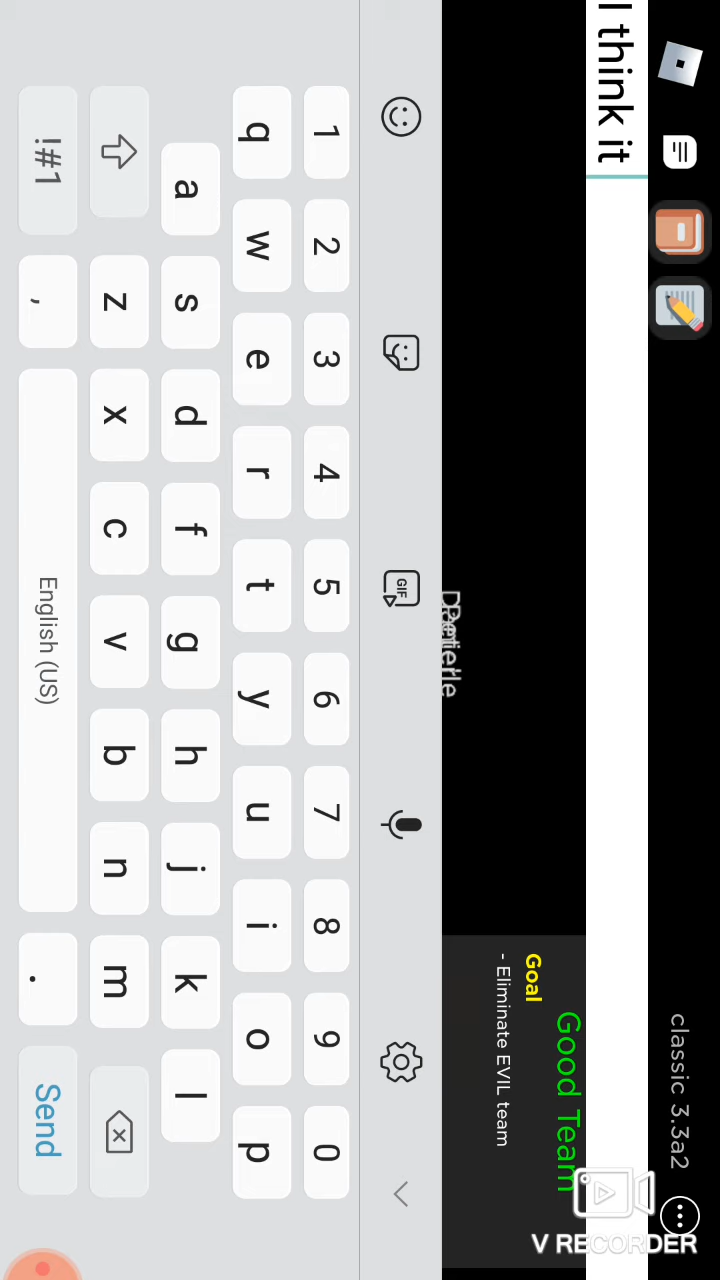 classic 3.3a2
I think it
Good Team
Goal
- Eliminate EVIL team
GIF
1 2 3 4 5 6 7 8 9 0
q w e r t y u i o p
a s d f g h j k l
z x c v b n m
!#1 , English (US) . Send
V RECORDER